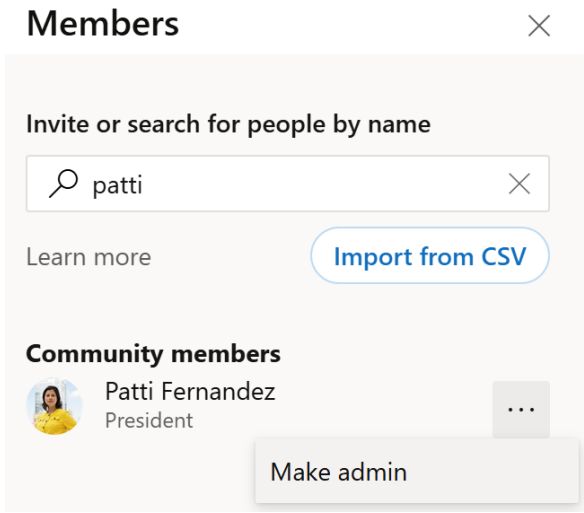 Members
Invite or search for people by name
patti
Learn more
Import from CSV
Community members
Patti Fernandez
President
Make admin